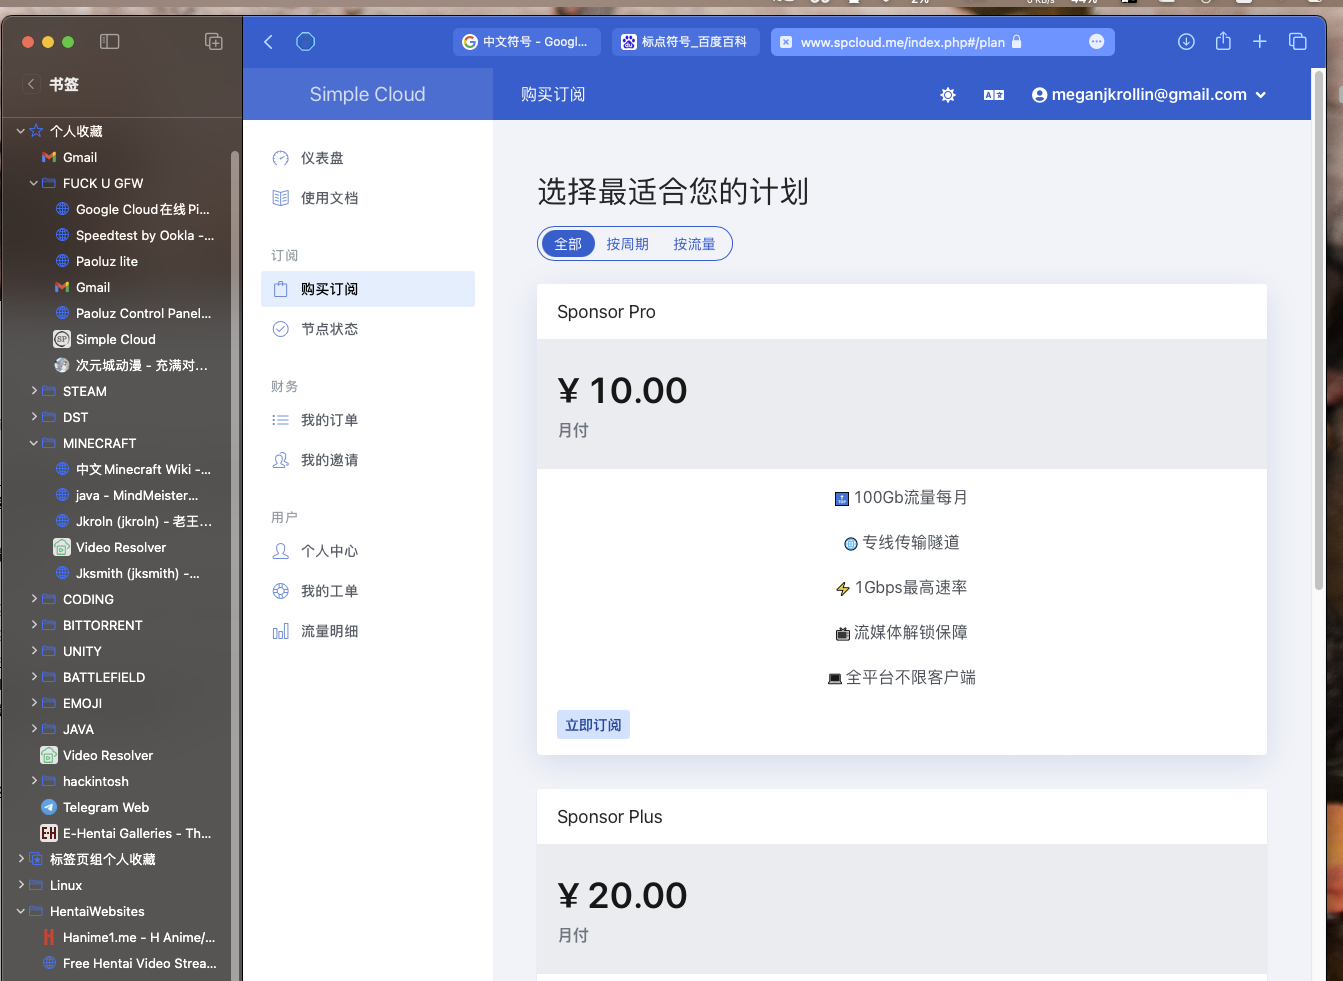 中文符号 - Googl...
标点符号_百度百科
www.spcloud.me/index.php#/plan
书签
个人收藏
Gmail
FUCK U GFW
Google Cloud在线Pi...
Speedtest by Ookla -...
Paoluz lite
Gmail
Paoluz Control Panel...
Simple Cloud
次元城动漫 - 充满对...
STEAM
DST
MINECRAFT
中文 Minecraft Wiki -...
java - MindMeister...
Jkroln (jkroln) - 老王...
Video Resolver
Jksmith (jksmith) -...
CODING
BITTORRENT
UNITY
BATTLEFIELD
EMOJI
JAVA
Video Resolver
hackintosh
Telegram Web
E-Hentai Galleries - Th...
标签页组个人收藏
Linux
HentaiWebsites
Hanime1.me - H Anime/...
Free Hentai Video Strea...
Simple Cloud
购买订阅
meganjkrollin@gmail.com
仪表盘
使用文档
订阅
购买订阅
节点状态
财务
我的订单
我的邀请
用户
个人中心
我的工单
流量明细
选择最适合您的计划
全部 按周期 按流量
Sponsor Pro
¥ 10.00
月付
100Gb流量每月
专线传输隧道
1Gbps最高速率
流媒体解锁保障
全平台不限客户端
立即订阅
Sponsor Plus
¥ 20.00
月付